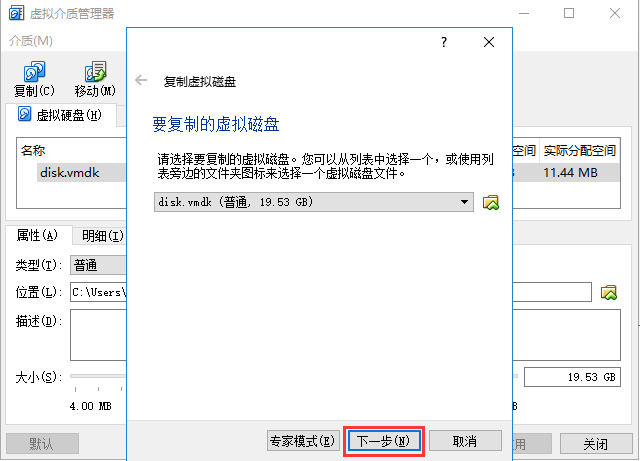 虚拟介质管理器
介质(M)
复制(C)
移动(M)
虚拟硬盘(H)
名称
空间
实际分配空间
disk.vmdk
11.44 MB
属性(A)
明细(I)
类型(T):
普通
位置(L):
C:\Users\
描述(D):
大小(S):
19.53 GB
4.00 MB
默认
关闭
?
复制虚拟磁盘
要复制的虚拟磁盘
请选择要复制的虚拟磁盘。您可以从列表中选择一个，或使用列
表旁边的文件夹图标来选择一个虚拟磁盘文件。
disk.vmdk (普通, 19.53 GB)
专家模式(E)
下一步(N)
取消